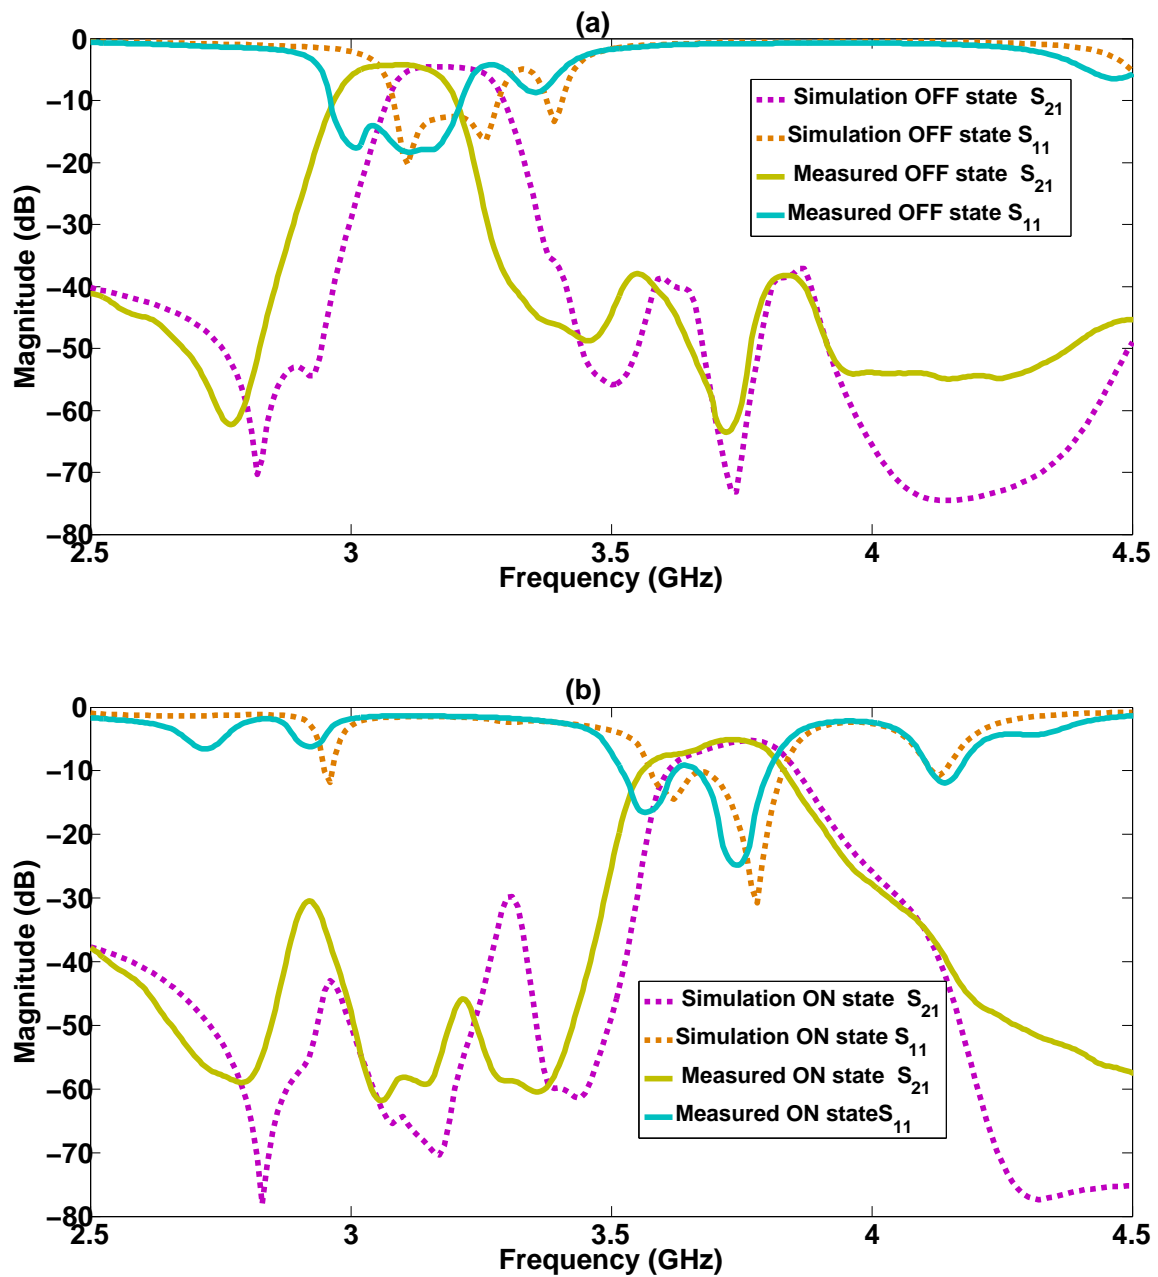 (a)
0
−10
−20
−30
−40
−50
−60
−70
−80
Magnitude (dB)
Simulation OFF state S21
Simulation OFF state S11
Measured OFF state S21
Measured OFF state S11
2.5
3
3.5
4
4.5
Frequency (GHz)
(b)
0
−10
−20
−30
−40
−50
−60
−70
−80
Magnitude (dB)
Simulation ON state S21
Simulation ON state S11
Measured ON state S21
Measured ON stateS11
2.5
3
3.5
4
4.5
Frequency (GHz)